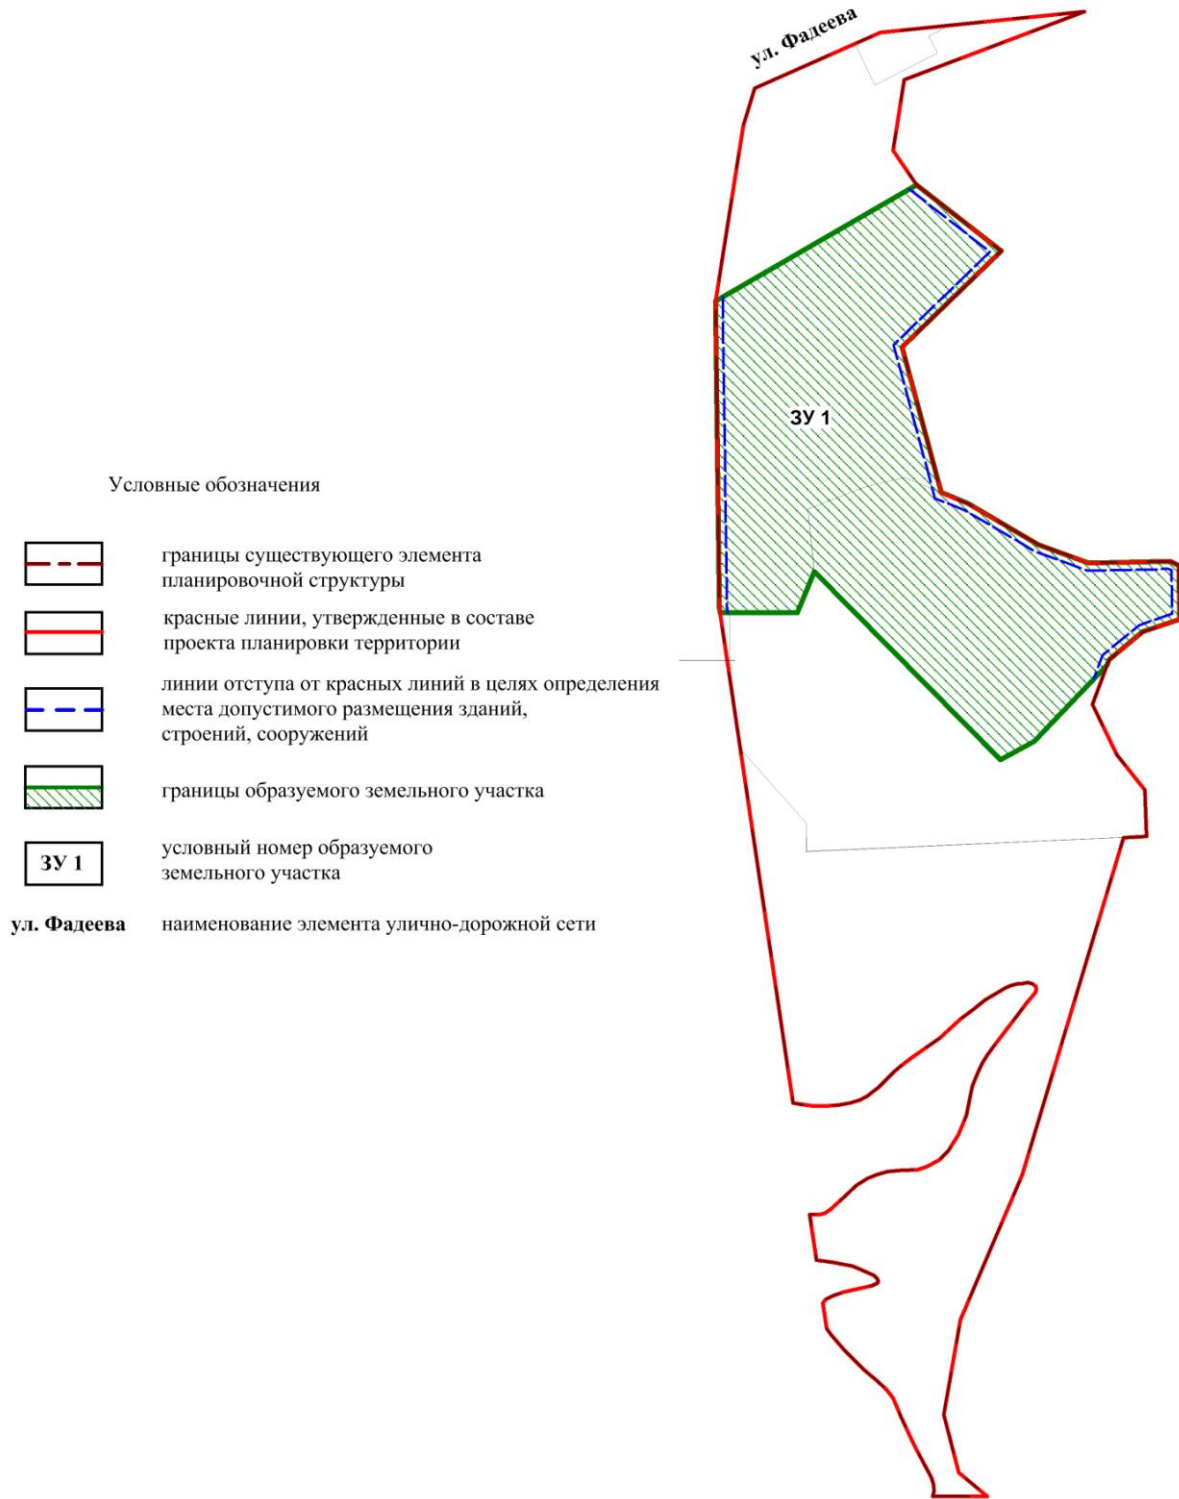 ул. Фадеева
ЗУ 1
Условные обозначения
границы существующего элемента
планировочной структуры
красные линии, утвержденные в составе
проекта планировки территории
линии отступа от красных линий в целях определения
места допустимого размещения зданий,
строений, сооружений
границы образуемого земельного участка
ЗУ 1
условный номер образуемого
земельного участка
ул. Фадеева
наименование элемента улично-дорожной сети